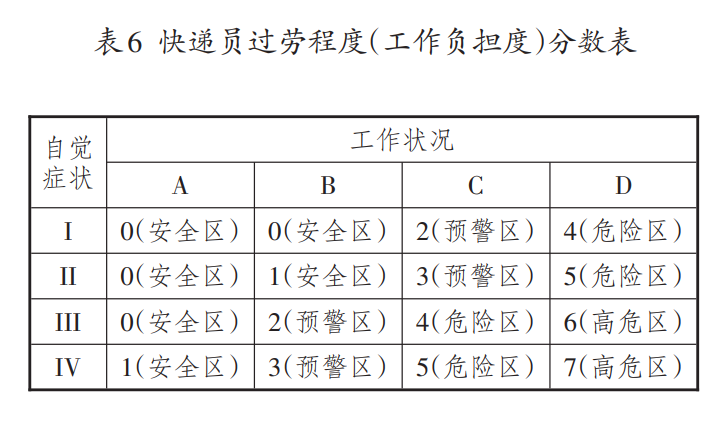 表6 快递员过劳程度(工作负担度)分数表
自觉症状 工作状况
A B C D
I 0(安全区) 0(安全区) 2(预警区) 4(危险区)
II 0(安全区) 1(安全区) 3(预警区) 5(危险区)
III 0(安全区) 2(预警区) 4(危险区) 6(高危区)
IV 1(安全区) 3(预警区) 5(危险区) 7(高危区)